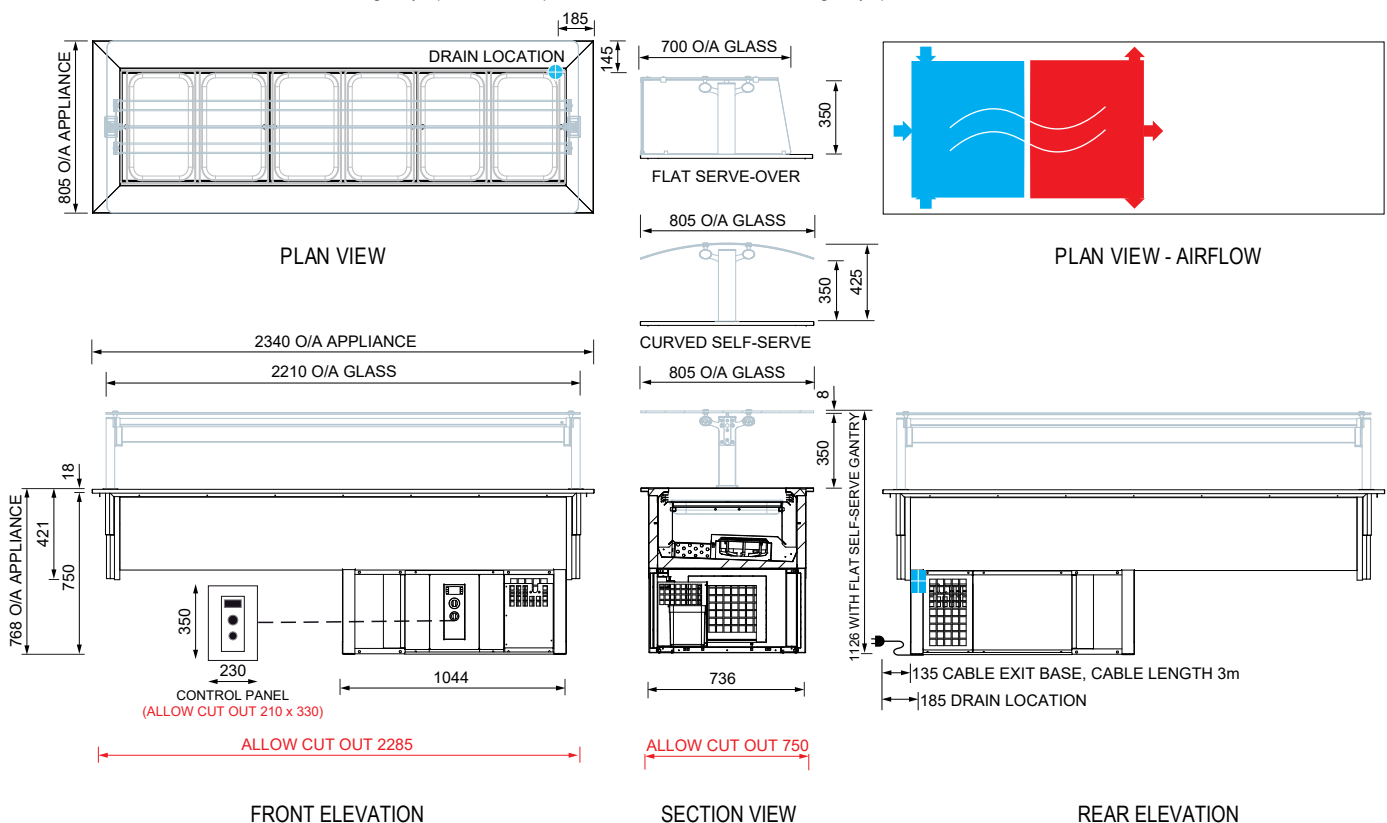 185
DRAIN LOCATION
145
805 O/A APPLIANCE
PLAN VIEW
700 O/A GLASS
350
FLAT SERVE-OVER
805 O/A GLASS
350
425
CURVED SELF-SERVE
PLAN VIEW - AIRFLOW
2340 O/A APPLIANCE
2210 O/A GLASS
18
768 O/A APPLIANCE
421
750
350
230
CONTROL PANEL
(ALLOW CUT OUT 210 x 330)
1044
ALLOW CUT OUT 2285
FRONT ELEVATION
805 O/A GLASS
8
350
1126 WITH FLAT SELF-SERVE GANTRY
736
ALLOW CUT OUT 750
SECTION VIEW
135 CABLE EXIT BASE, CABLE LENGTH 3m
185 DRAIN LOCATION
REAR ELEVATION